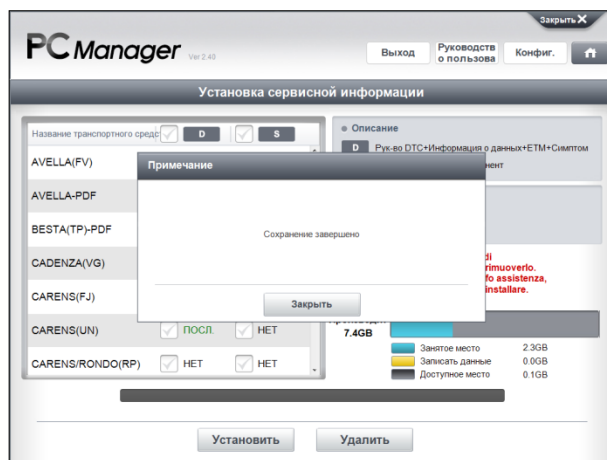 Закрыть X
PC Manager Ver 2.40
Выход
Руководств
о пользова
Конфиг.
Установка сервисной информации
Название транспортного средс D S
AVELLA(FV)
AVELLA-PDF
BESTA(TP)-PDF
CADENZA(VG)
CARENS(FJ)
CARENS(UN) ПОСЛ. НЕТ
CARENS/RONDO(RP) НЕТ НЕТ
Описание
D Рук-во DTC+Информация о данных+ETM+Симптом
нент
Примечание
Сохранение завершено
Закрыть
di
rimuoverlo.
fo assistenza,
installare.
7.4GB
Занятое место 2.3GB
Записать данные 0.0GB
Доступное место 0.1GB
Установить
Удалить